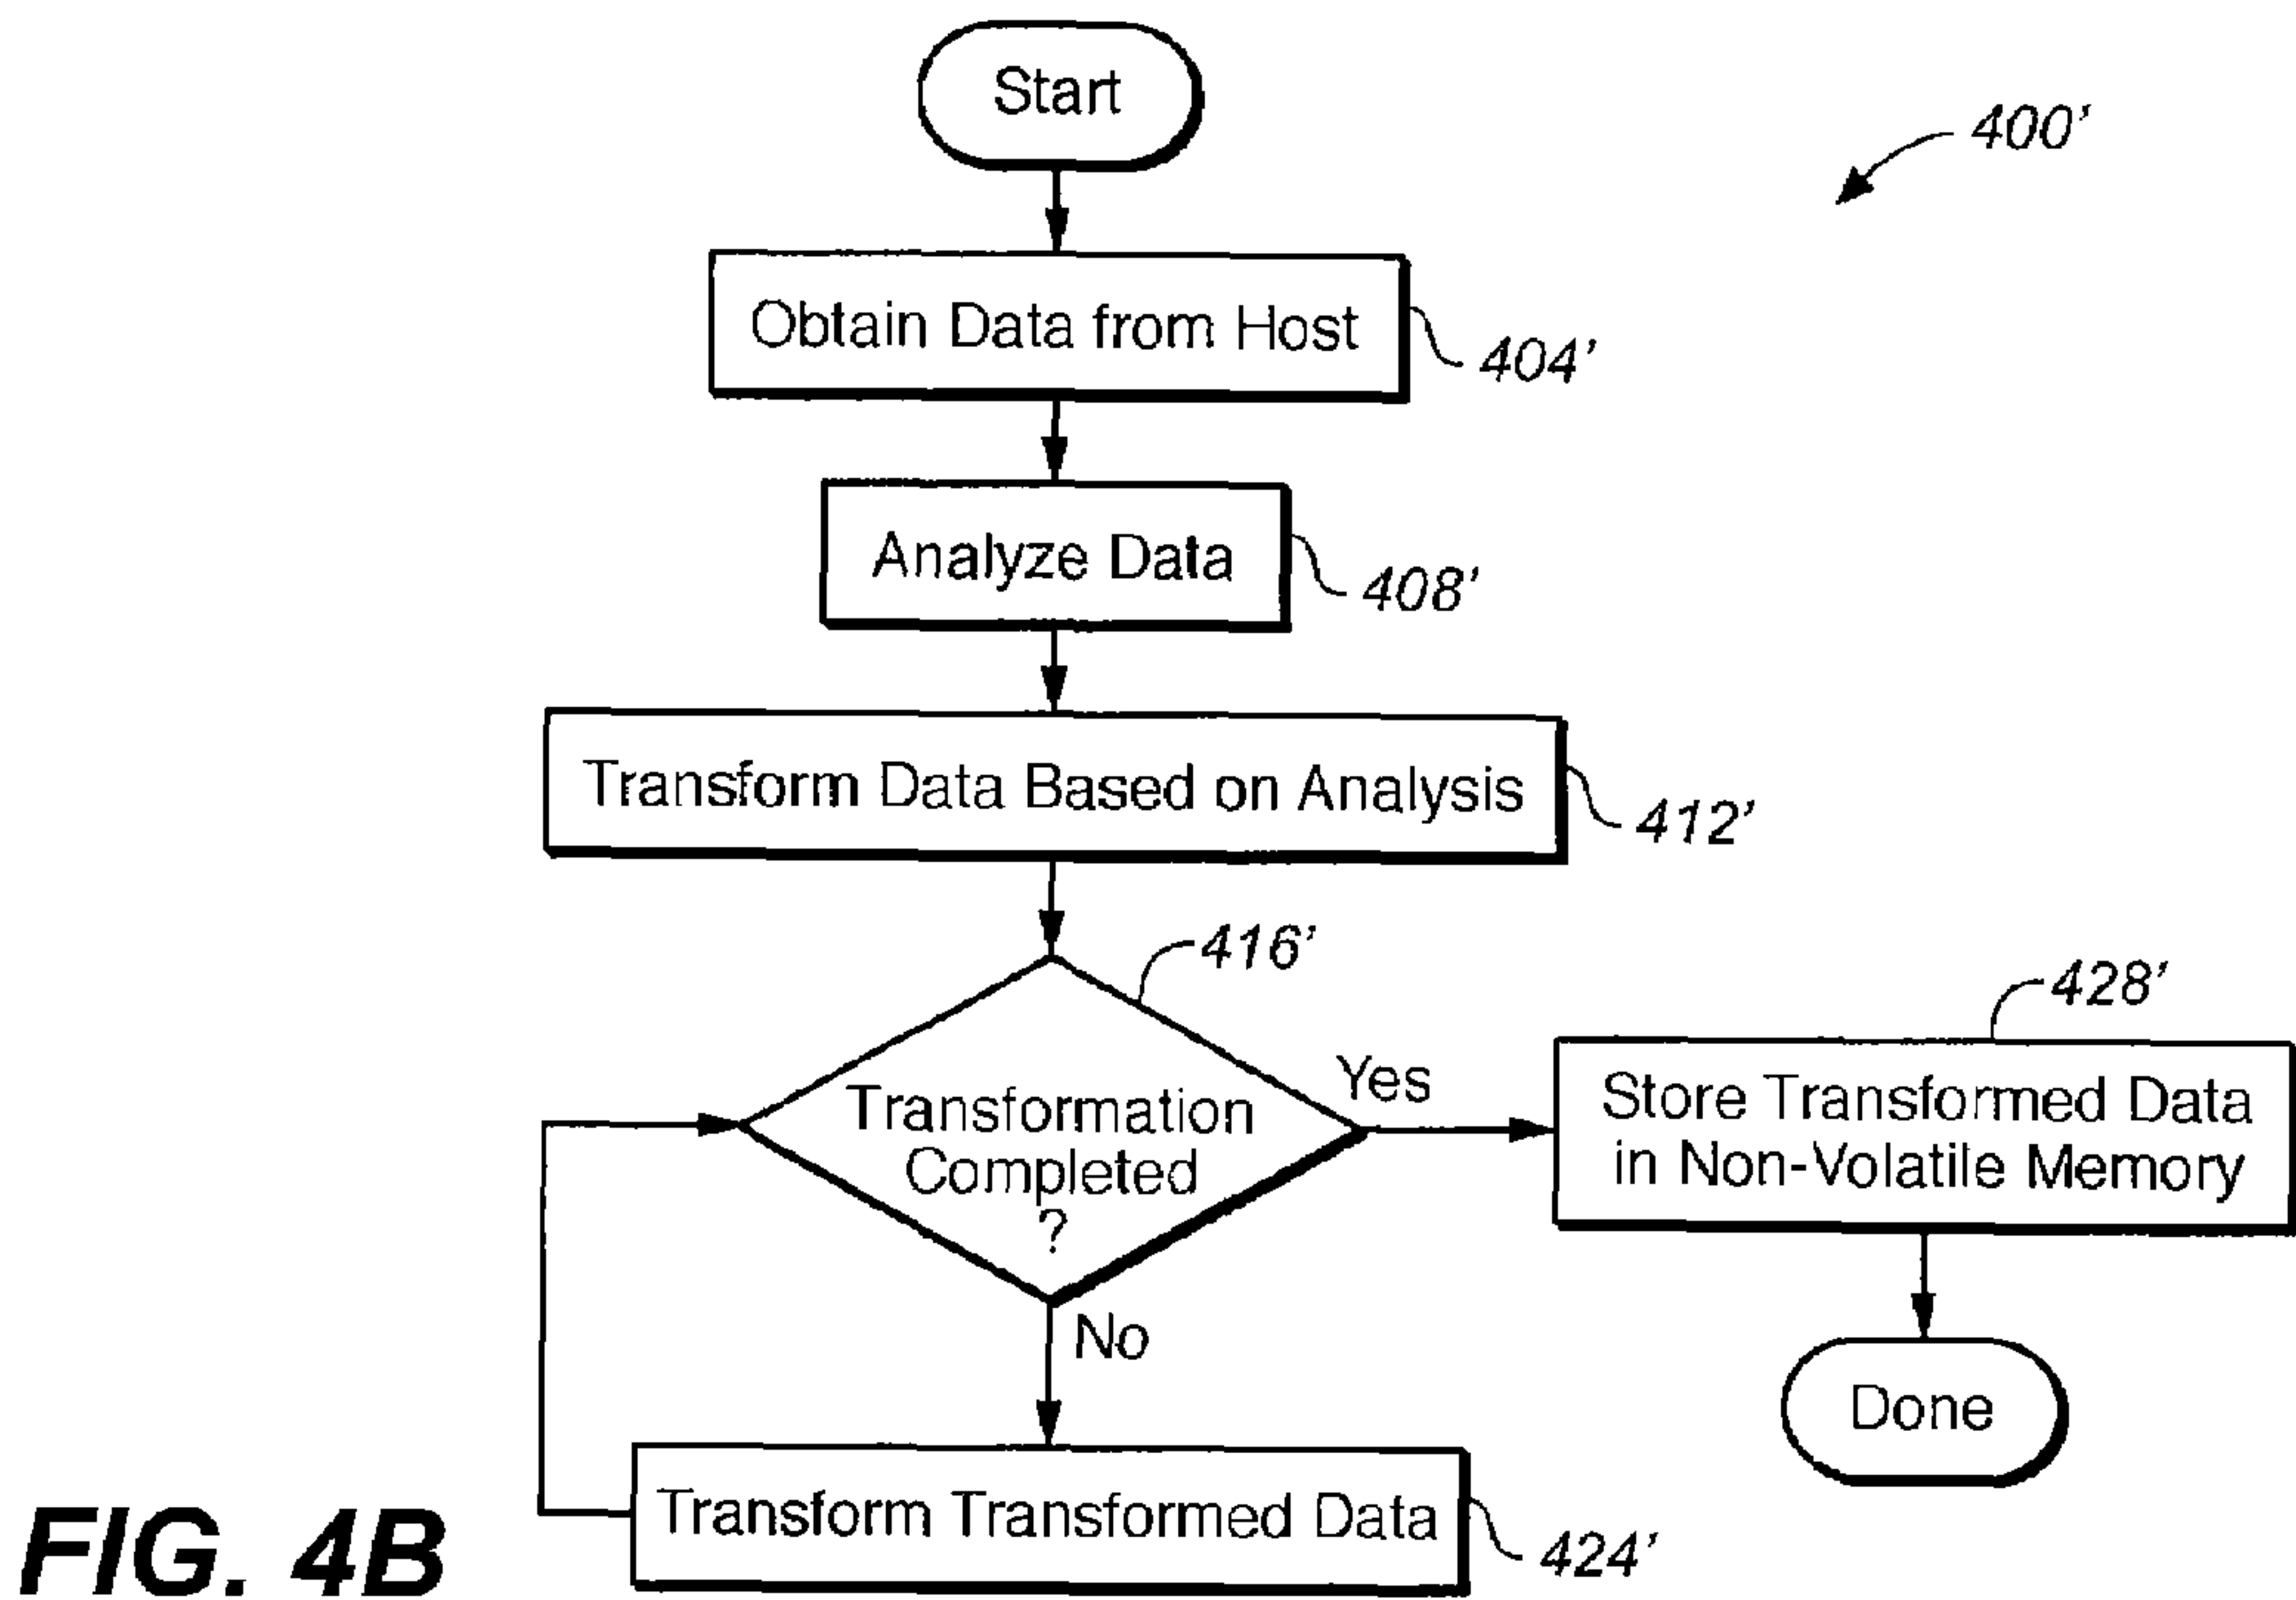 Start
400'
Obtain Data from Host
404'
Analyze Data
408'
Transform Data Based on Analysis
412'
416'
Transformation
Completed
?
Yes
No
428'
Store Transformed Data
in Non-Volatile Memory
Done
Transform Transformed Data
424'
FIG. 4B